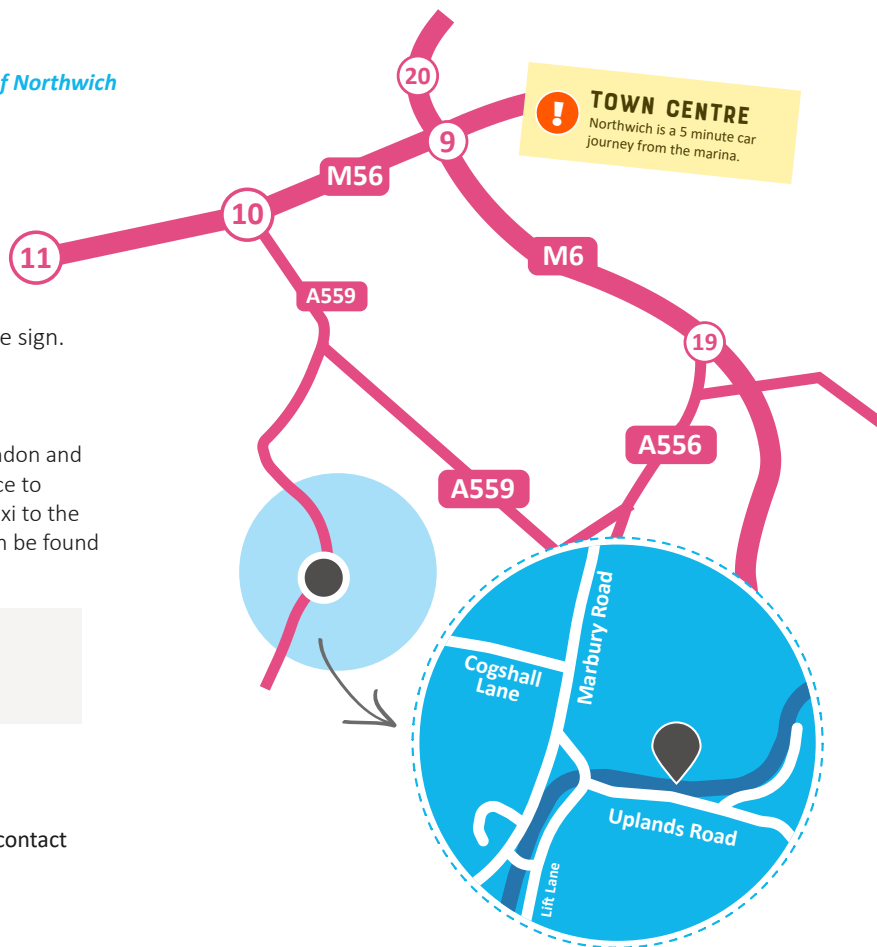 f Northwich
e sign.
ndon and
ce to
xi to the
n be found
contact
20
TOWN CENTRE
Northwich is a 5 minute car
journey from the marina.
9
M56
10
11
M6
A559
19
A556
A559
Marbury Road
Cogshall
Lane
Uplands Road
Lift Lane